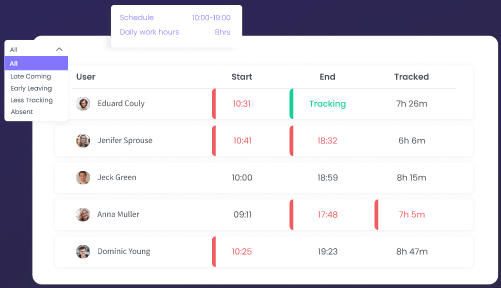 Schedule 10:00-19:00
Daily work hours 8hrs
All
All
Late Coming
Early Leaving
Less Tracking
Absent
User Start End Tracked
Eduard Couly 10:31 Tracking 7h 26m
Jenifer Sprouse 10:41 18:32 6h 6m
Jeck Green 10:00 18:59 8h 15m
Anna Muller 09:11 17:48 7h 5m
Dominic Young 10:25 19:23 8h 47m